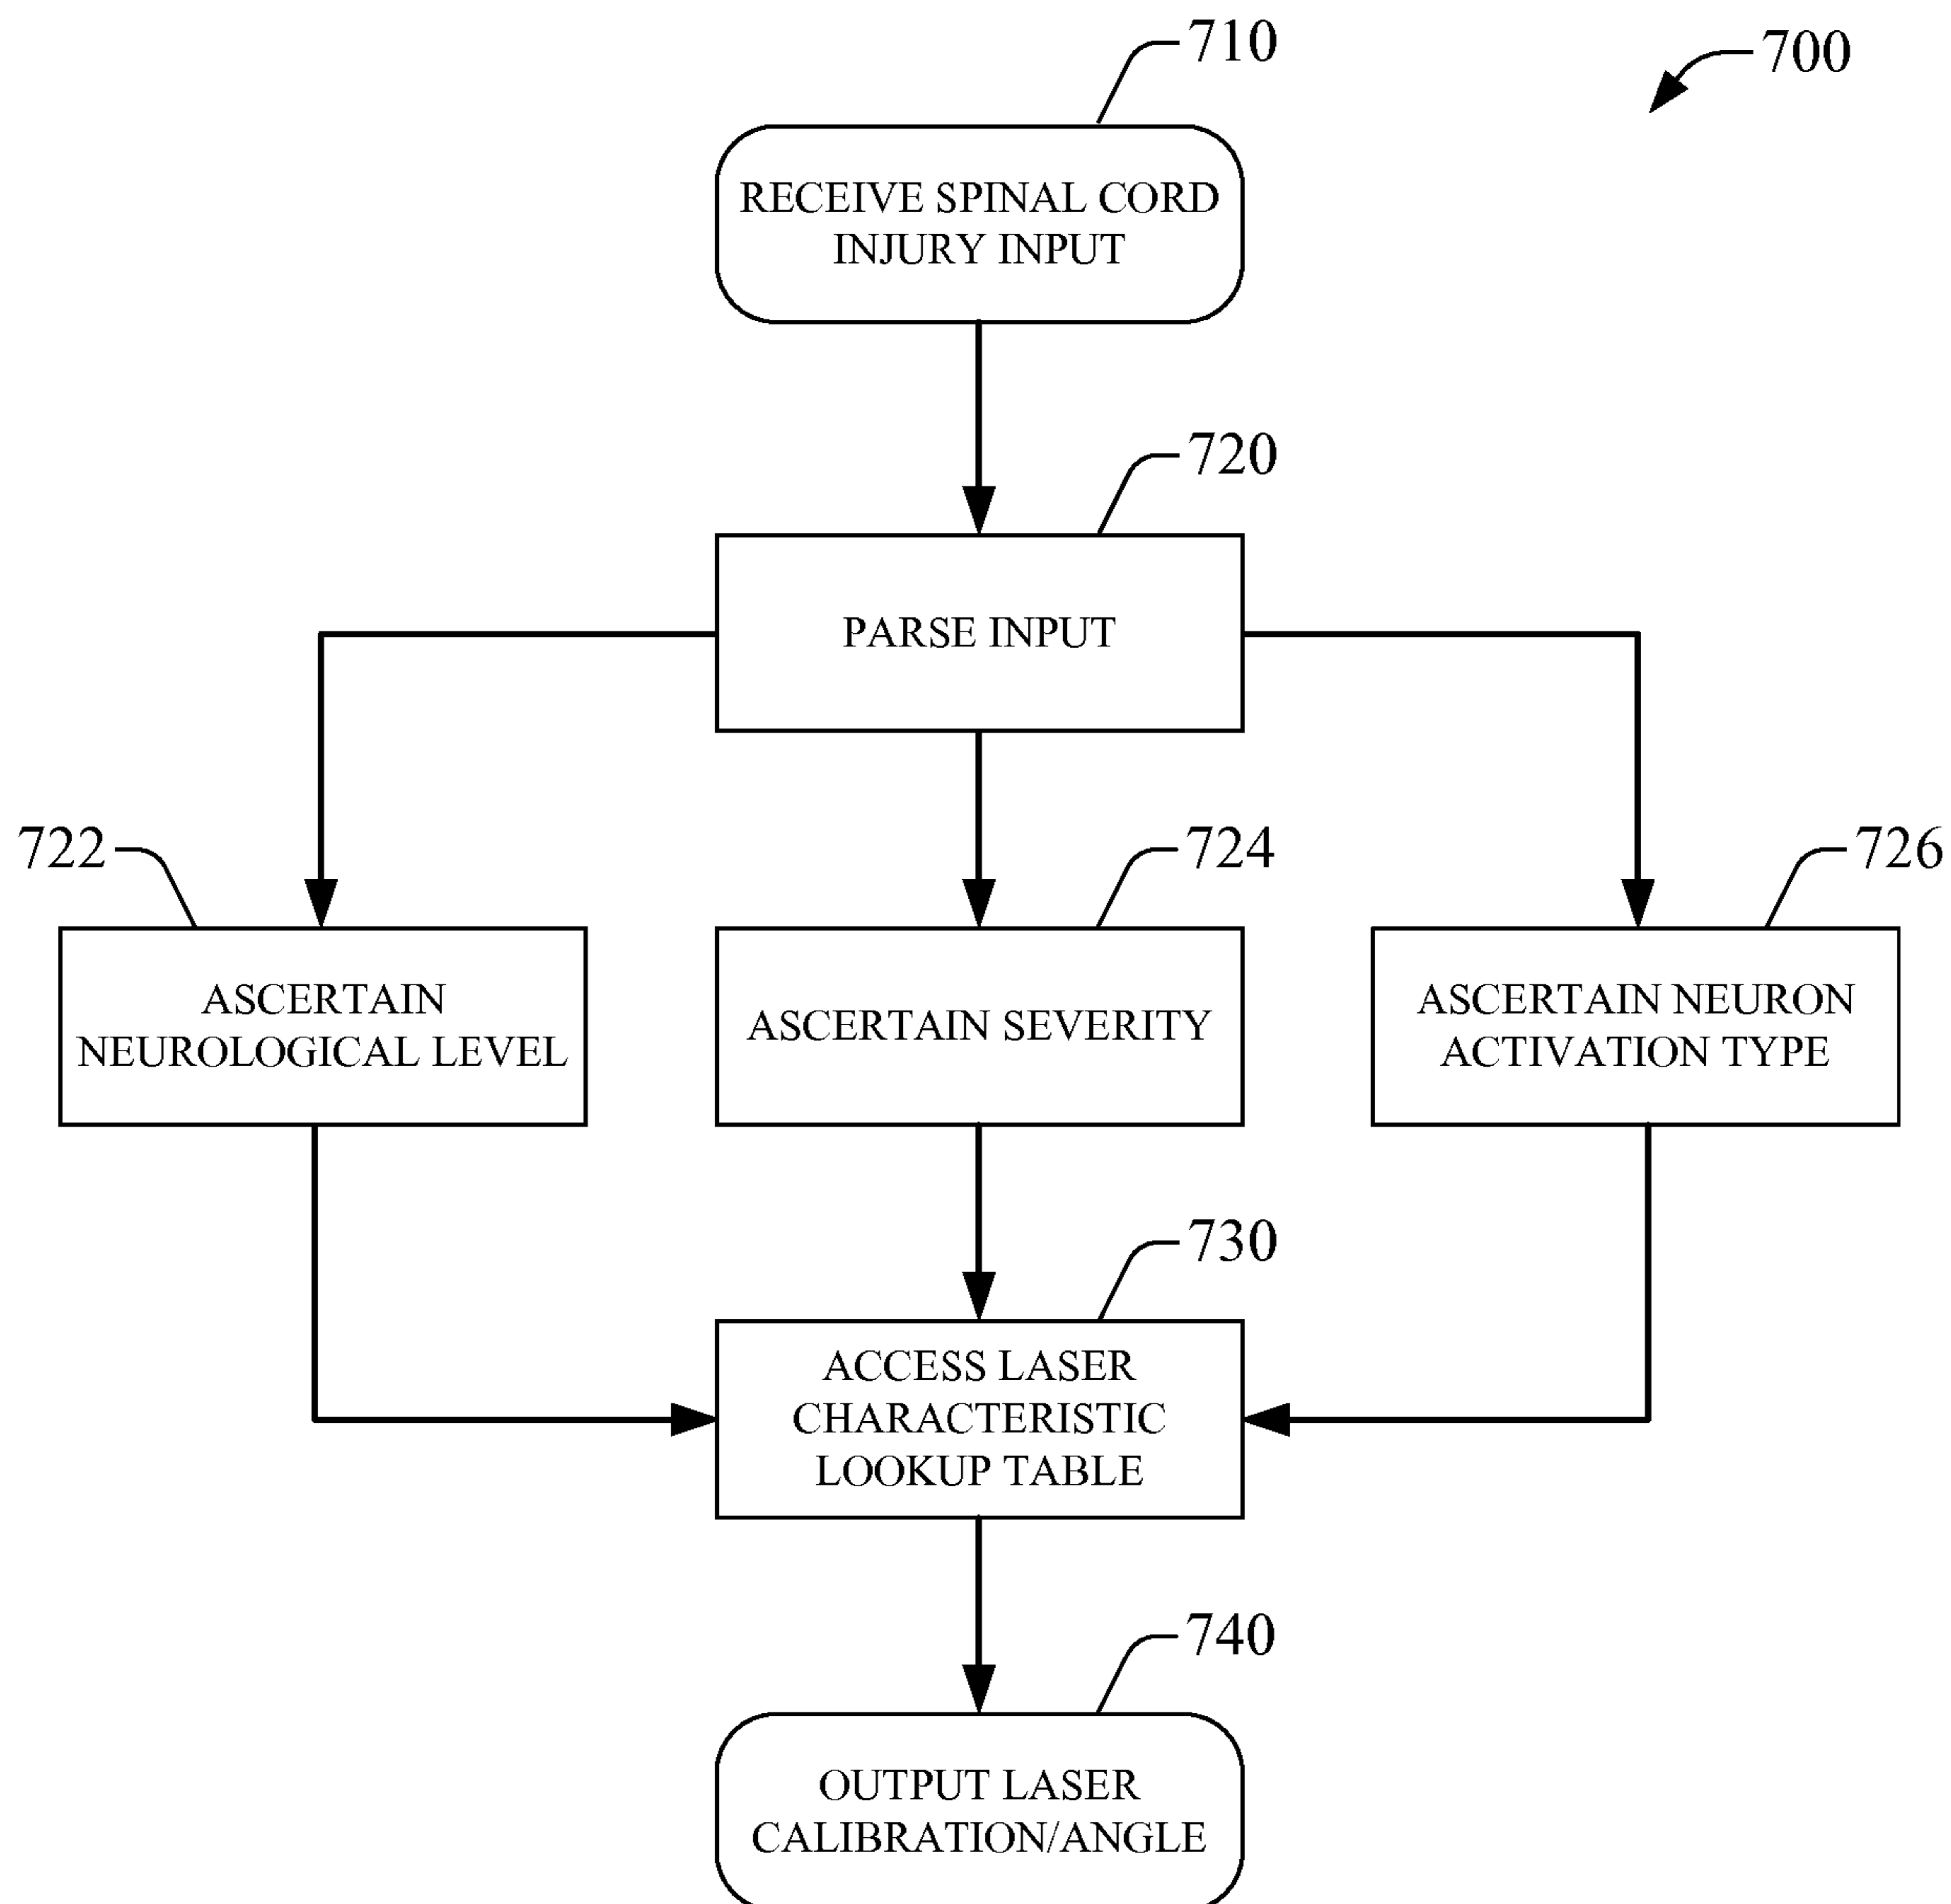 710
700
RECEIVE SPINAL CORD
INJURY INPUT
720
PARSE INPUT
722
724
726
ASCERTAIN
NEUROLOGICAL LEVEL
ASCERTAIN SEVERITY
ASCERTAIN NEURON
ACTIVATION TYPE
730
ACCESS LASER
CHARACTERISTIC
LOOKUP TABLE
740
OUTPUT LASER
CALIBRATION/ANGLE